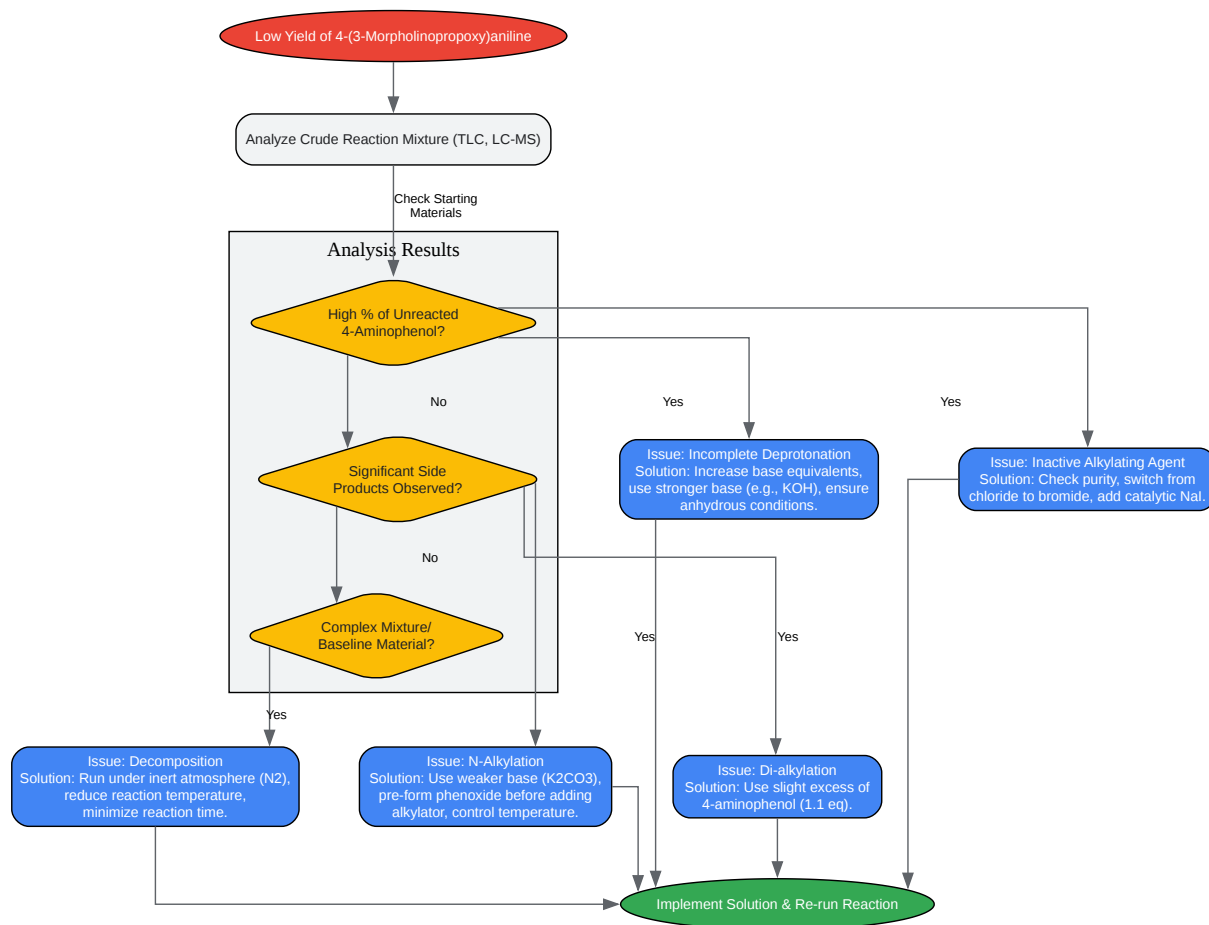 Low Yield of 4-(3-Morpholinopropoxy)aniline
Analyze Crude Reaction Mixture (TLC, LC-MS)
Check Starting
Materials
Analysis Results
High % of Unreacted
4-Aminophenol?
No
Yes
Yes
Significant Side
Products Observed?
Issue: Incomplete Deprotonation
Solution: Increase base equivalents,
use stronger base (e.g., KOH), ensure
anhydrous conditions.
Issue: Inactive Alkylating Agent
Solution: Check purity, switch from
chloride to bromide, add catalytic NaI.
No
Complex Mixture/
Baseline Material?
Yes
Yes
Yes
Issue: Decomposition
Solution: Run under inert atmosphere (N2),
reduce reaction temperature,
minimize reaction time.
Issue: N-Alkylation
Solution: Use weaker base (K2CO3),
pre-form phenoxide before adding
alkylator, control temperature.
Issue: Di-alkylation
Solution: Use slight excess of
4-aminophenol (1.1 eq).
Implement Solution & Re-run Reaction